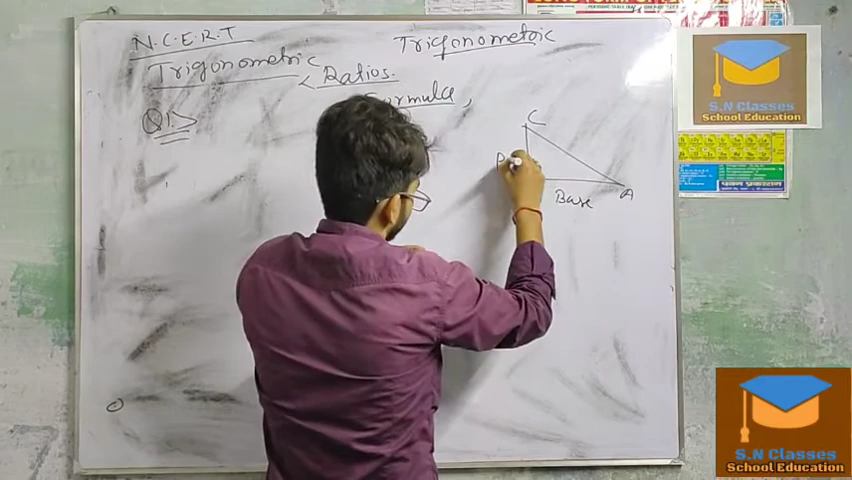 N.C.E.R.T
Trigonometric
Trigonometric
Ratios.
Formula,
Q1>
C
P
Base
A
S.N Classes
School Education
S.N Classes
School Education